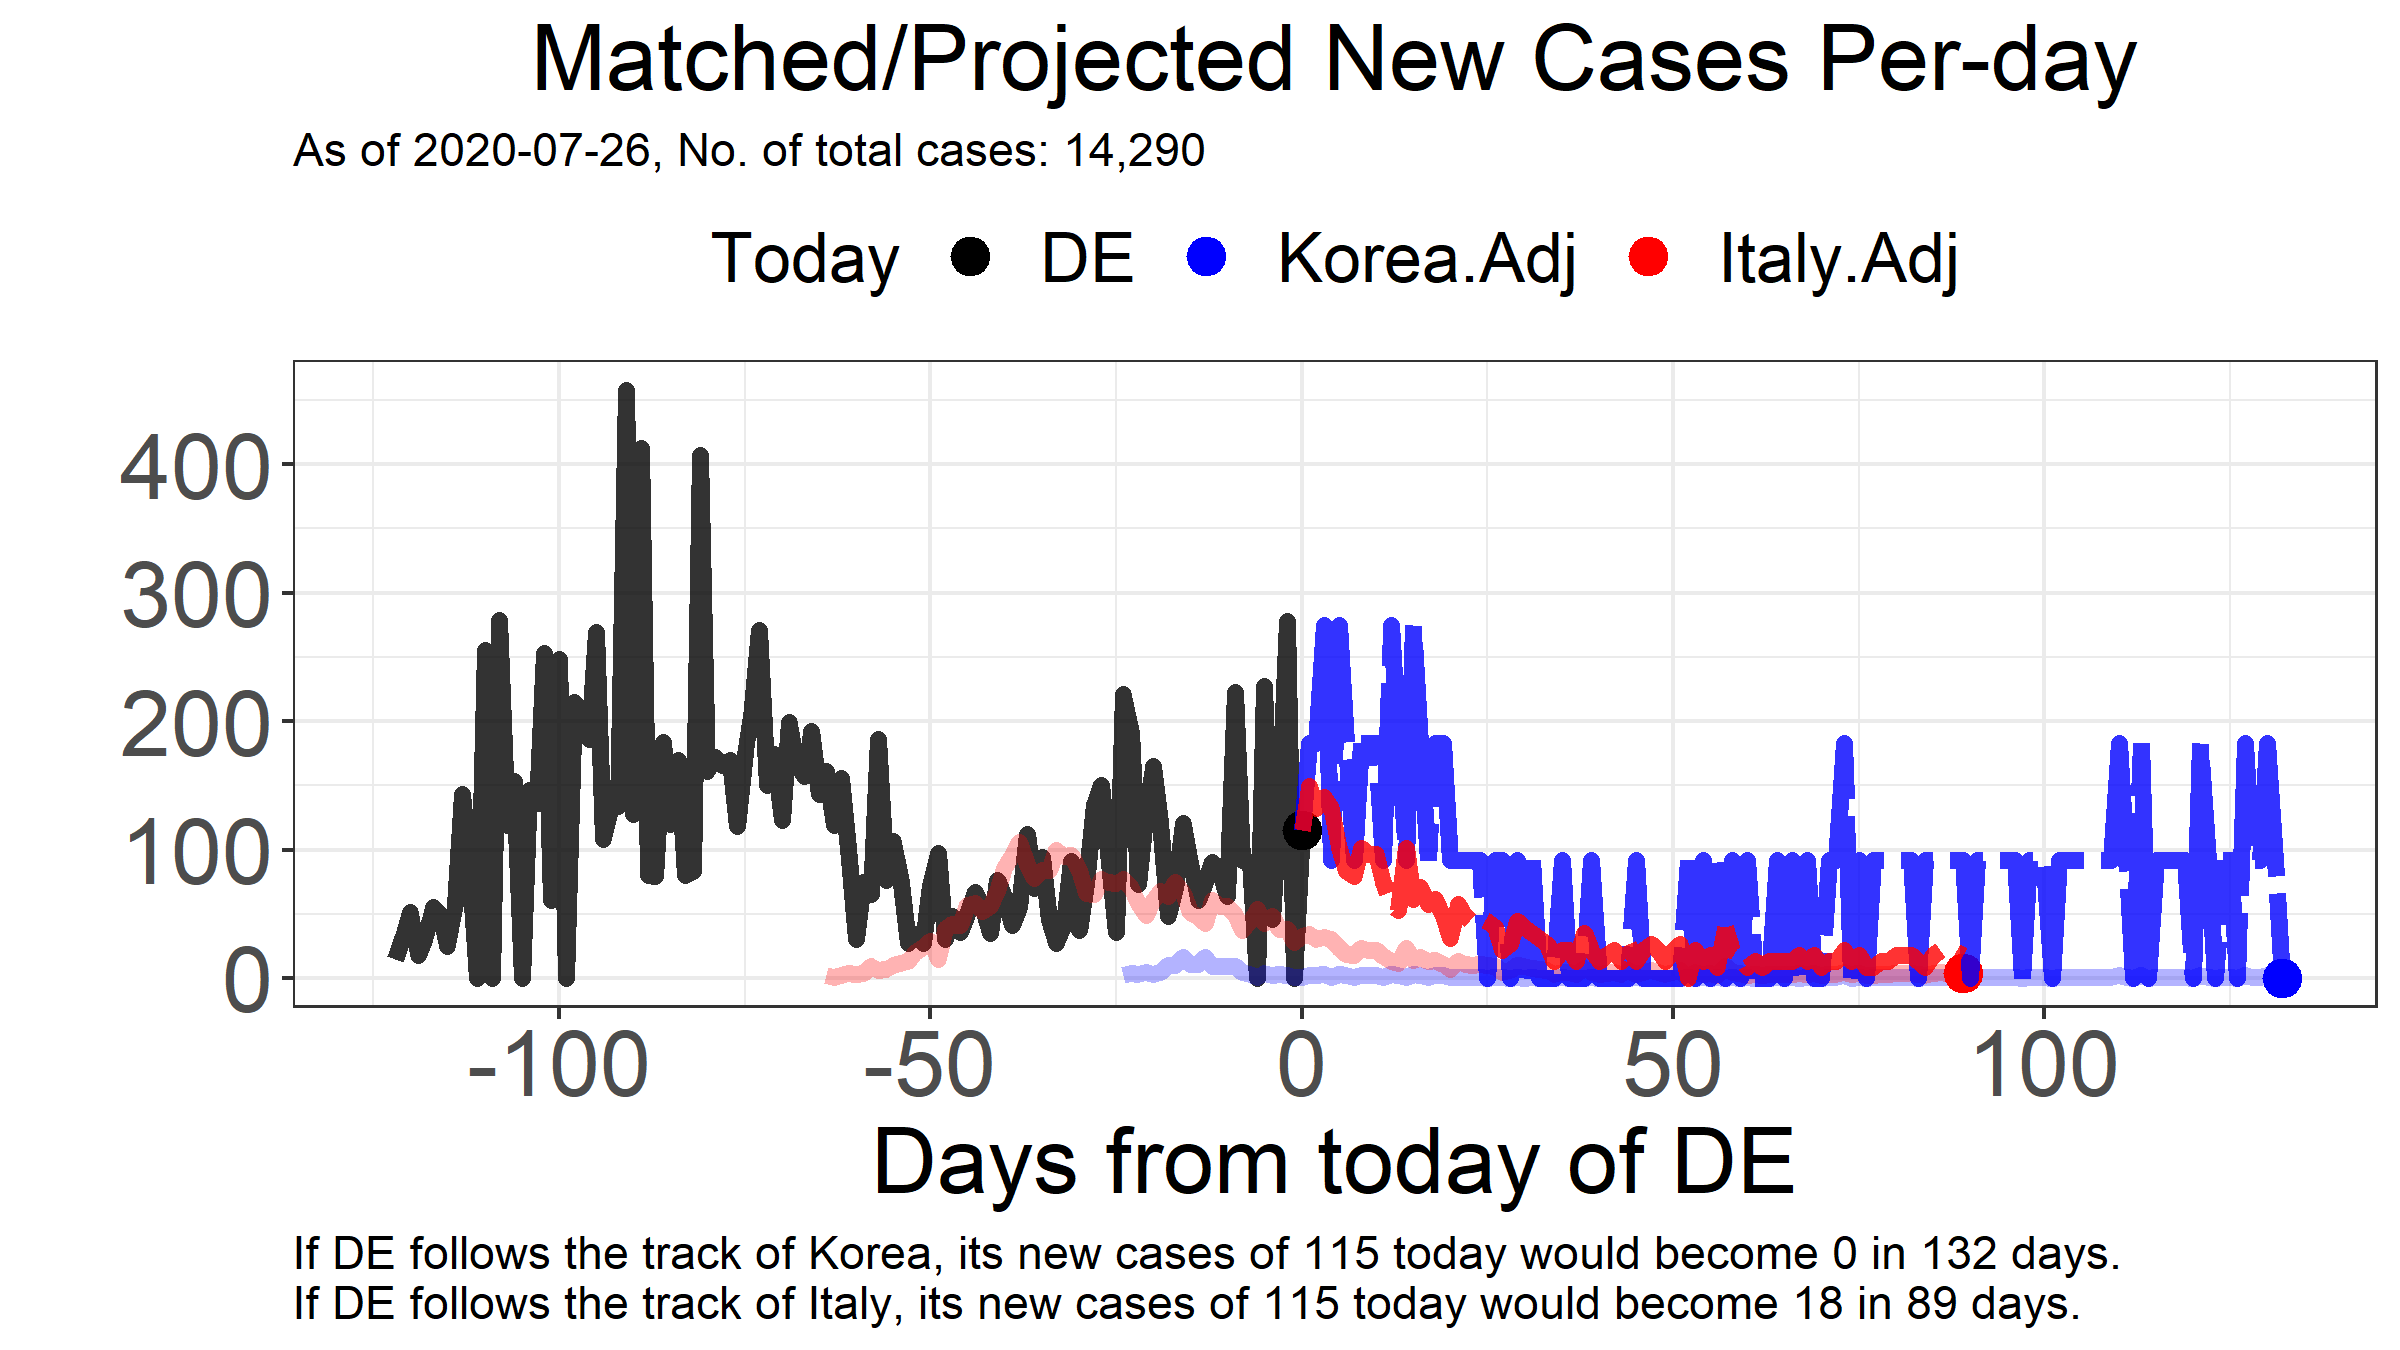 Matched/Projected New Cases Per-day
As of 2020-07-26, No. of total cases: 14,290
Today DE Korea.Adj Italy.Adj
400
300
200
100
0
-100 -50 0 50 100
Days from today of DE
If DE follows the track of Korea, its new cases of 115 today would become 0 in 132 days.
If DE follows the track of Italy, its new cases of 115 today would become 18 in 89 days.